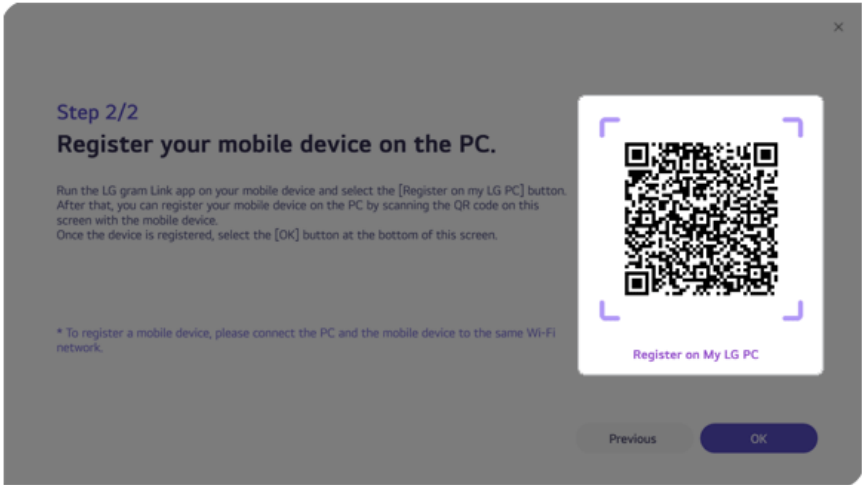 Step 2/2
Register your mobile device on the PC.
Run the LG gram Link app on your mobile device and select the [Register on my LG PC] button.
After that, you can register your mobile device on the PC by scanning the QR code on this
screen with the mobile device.
Once the device is registered, select the [OK] button at the bottom of this screen.
* To register a mobile device, please connect the PC and the mobile device to the same Wi-Fi
network.
Register on My LG PC
Previous
OK